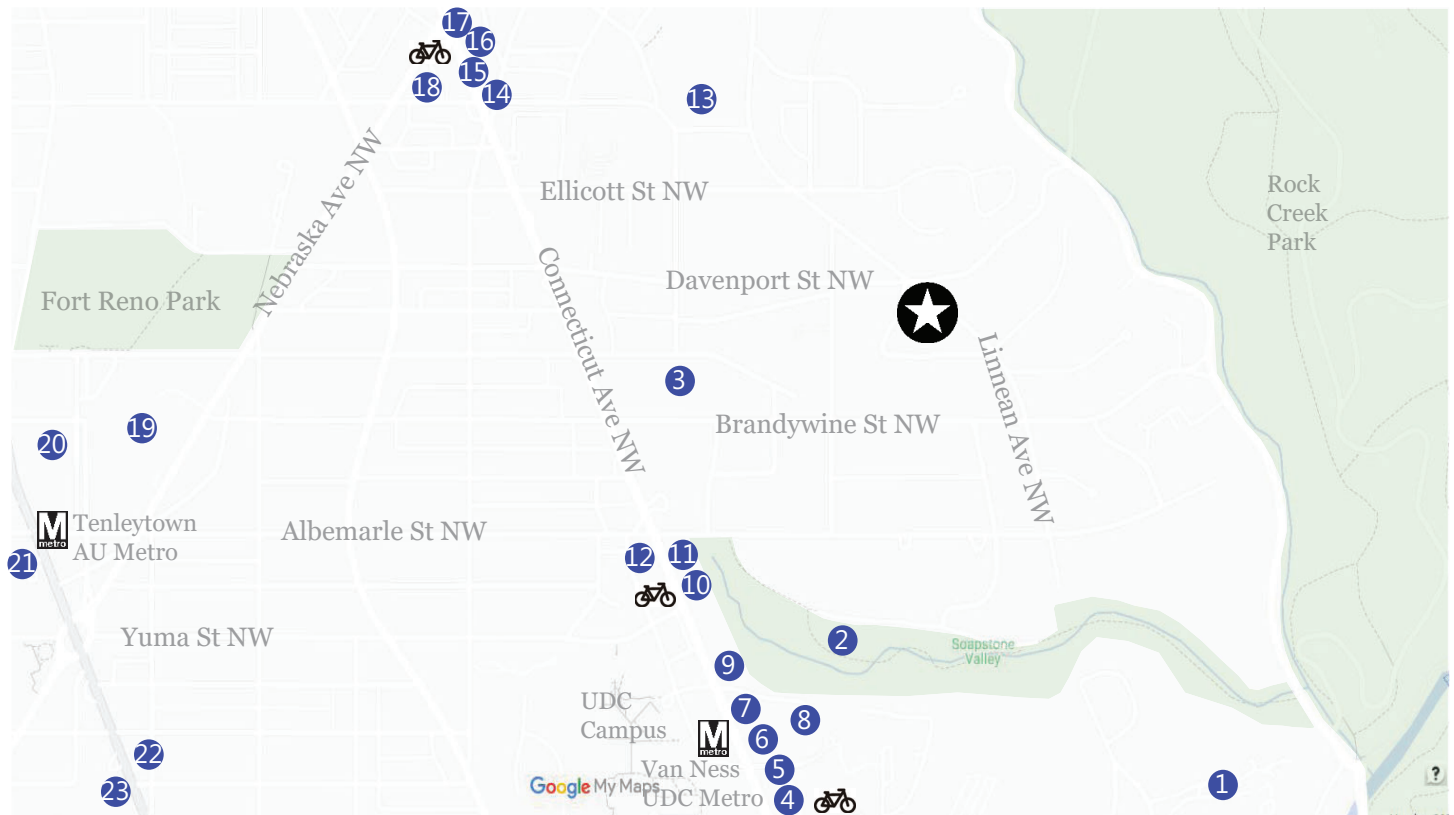 17
16
15
18
14
13
Ellicott St NW
Rock
Creek
Park
Nebraska Ave NW
Connecticut Ave NW
Davenport St NW
Fort Reno Park
Linnean Ave NW
3
Brandywine St NW
19
20
M
metro
Tenleytown
AU Metro
Albemarle St NW
21
12
11
10
Yuma St NW
2
Soapstone
Valley
9
UDC
Campus
7
8
M
metro
6
22
Van Ness
UDC Metro
5
Google My Maps
23
4
1
?